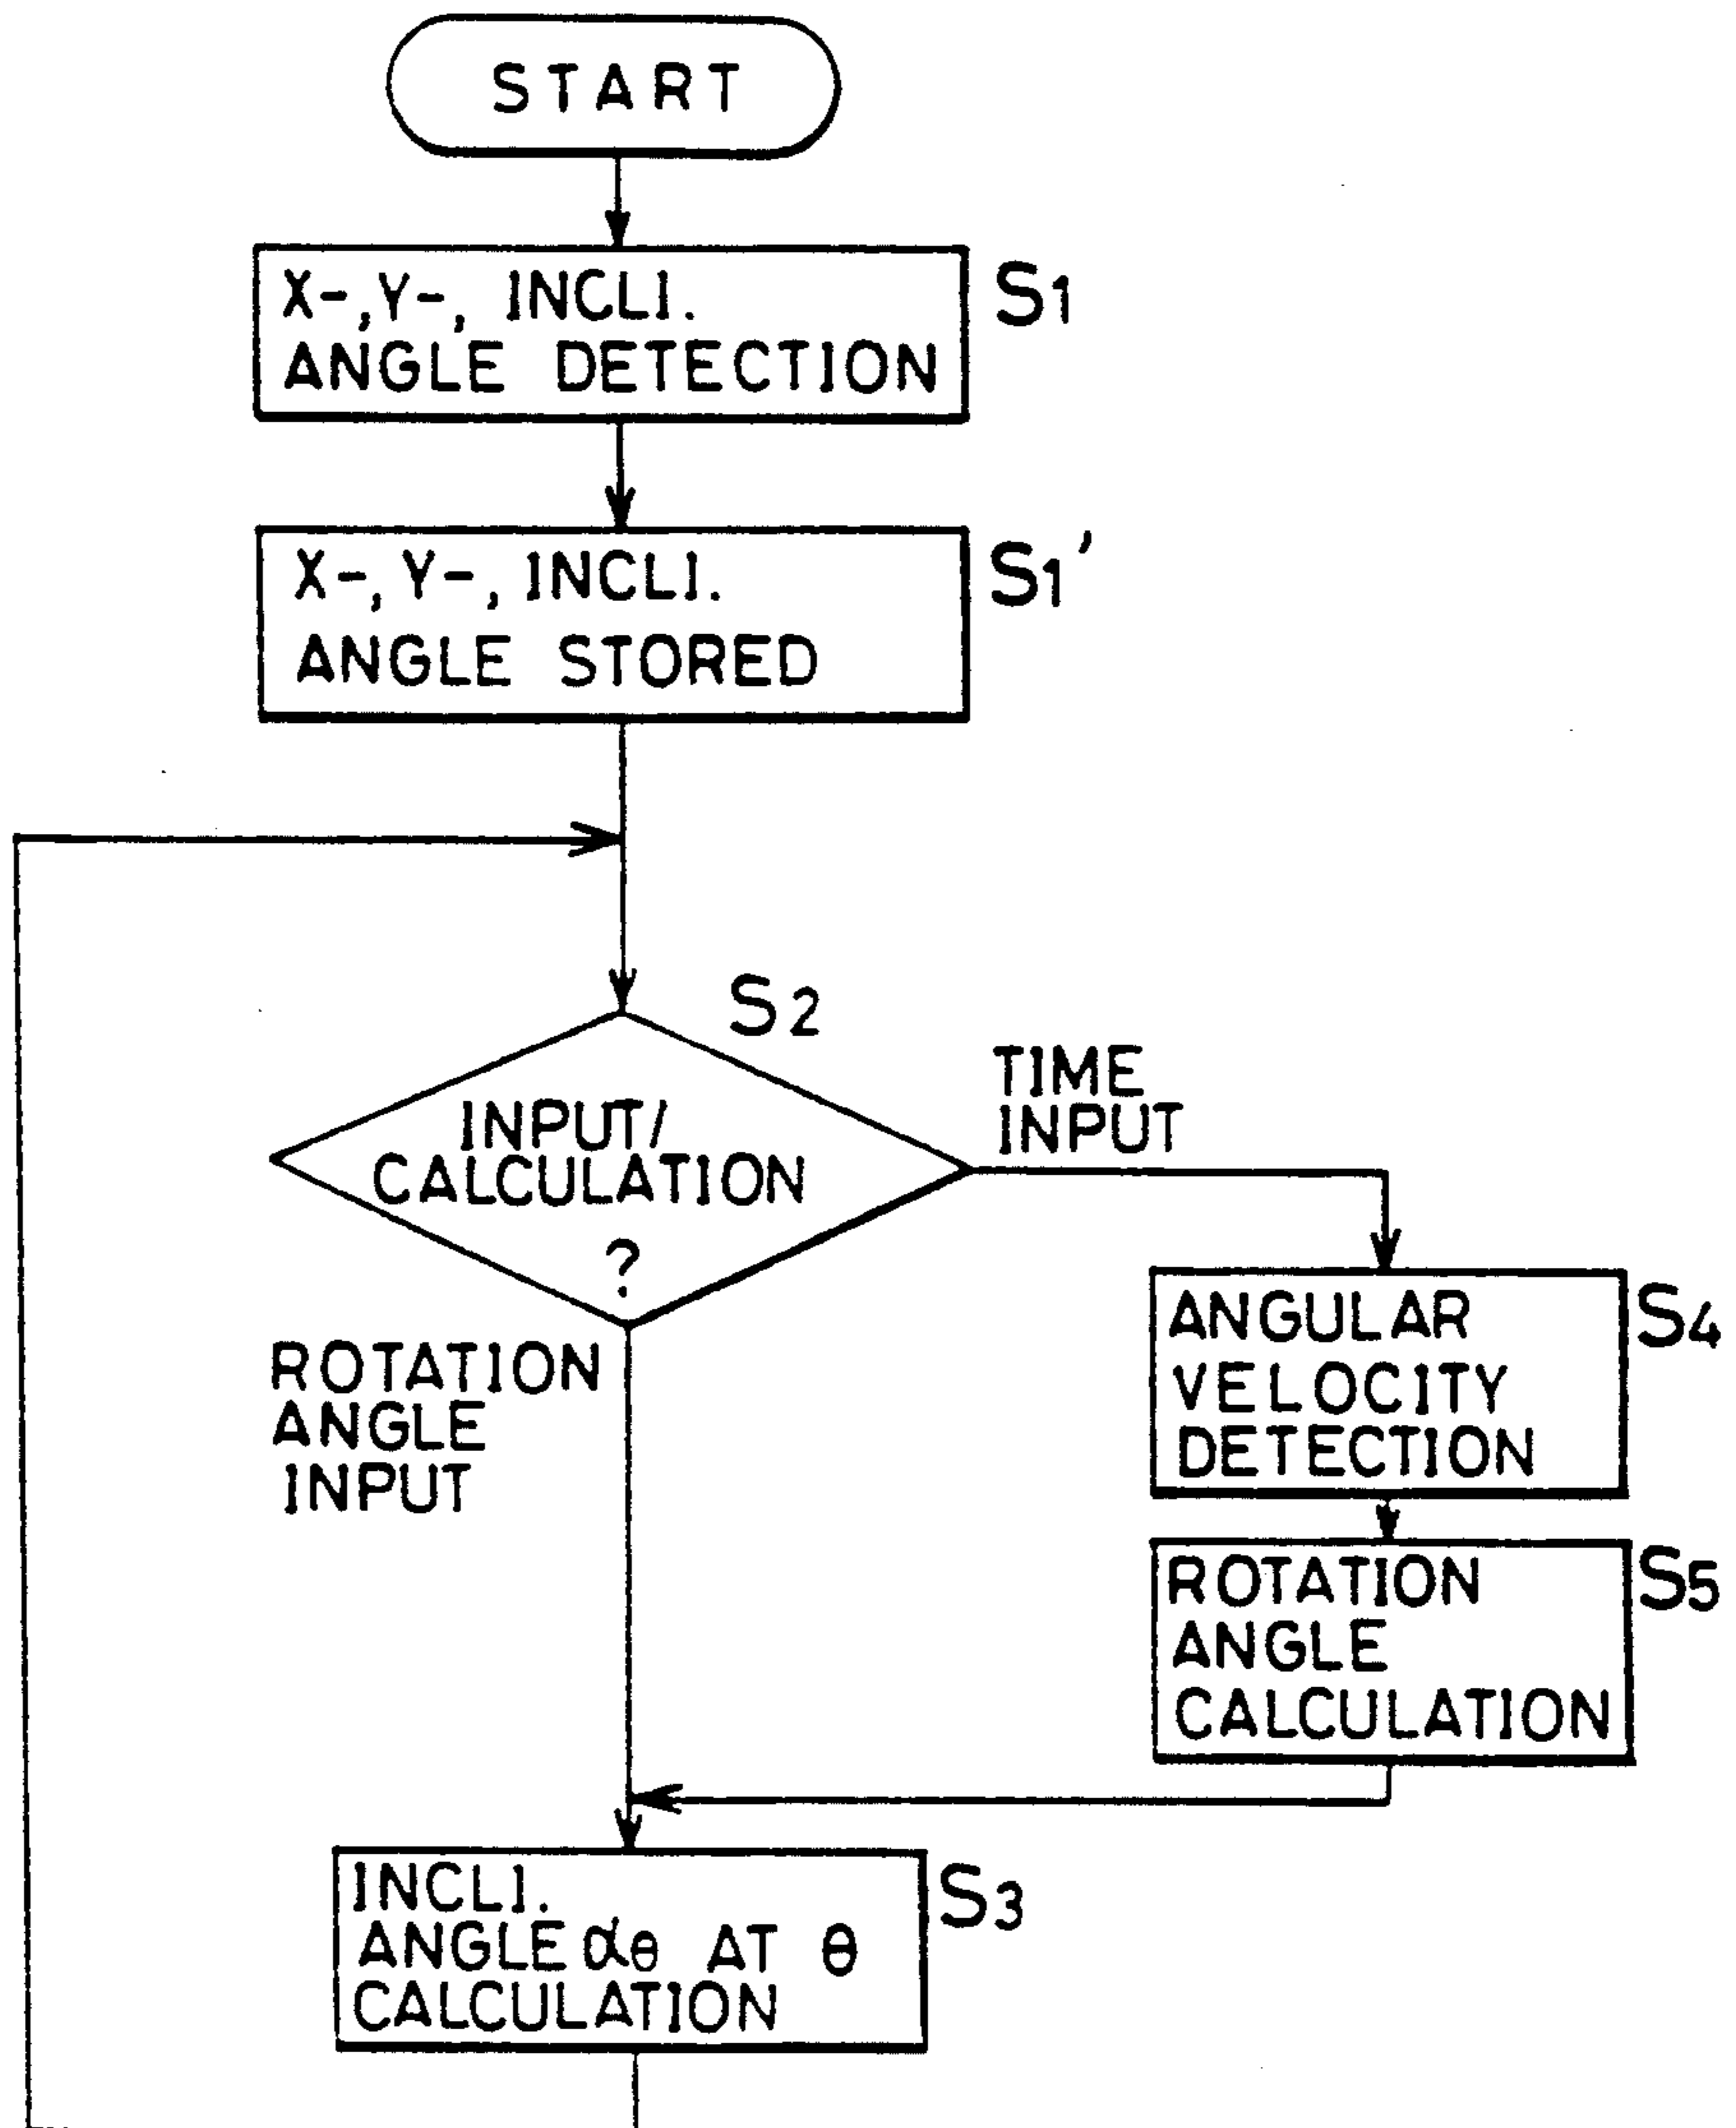 START
X-,Y-, INCLI.
ANGLE DETECTION
S1
X-,Y-, INCLI.
ANGLE STORED
S1'
S2
INPUT/
CALCULATION
?
TIME
INPUT
ROTATION
ANGLE
INPUT
ANGULAR
VELOCITY
DETECTION
S4
ROTATION
ANGLE
CALCULATION
S5
INCLI.
ANGLE αθ AT θ
CALCULATION
S3